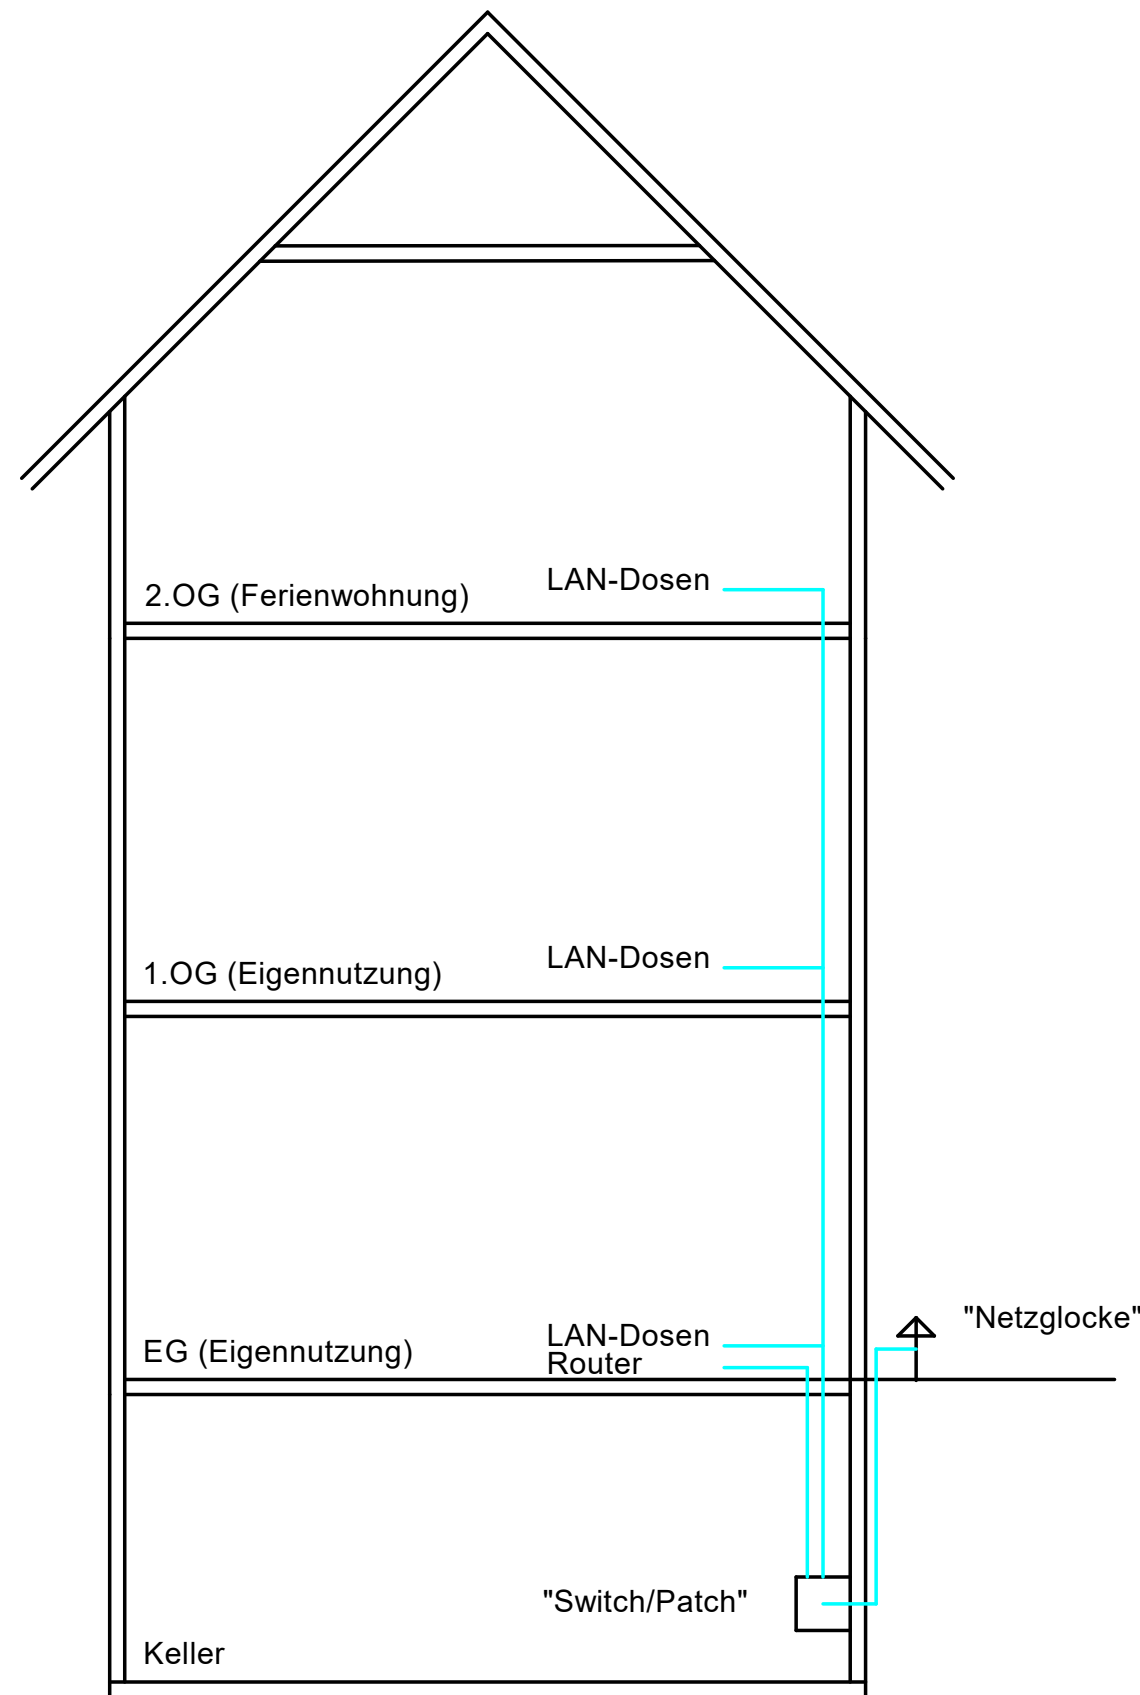 LAN-Dosen
2.OG (Ferienwohnung)
LAN-Dosen
1.OG (Eigennutzung)
"Netzglocke"
LAN-Dosen
EG (Eigennutzung)
Router
"Switch/Patch"
Keller